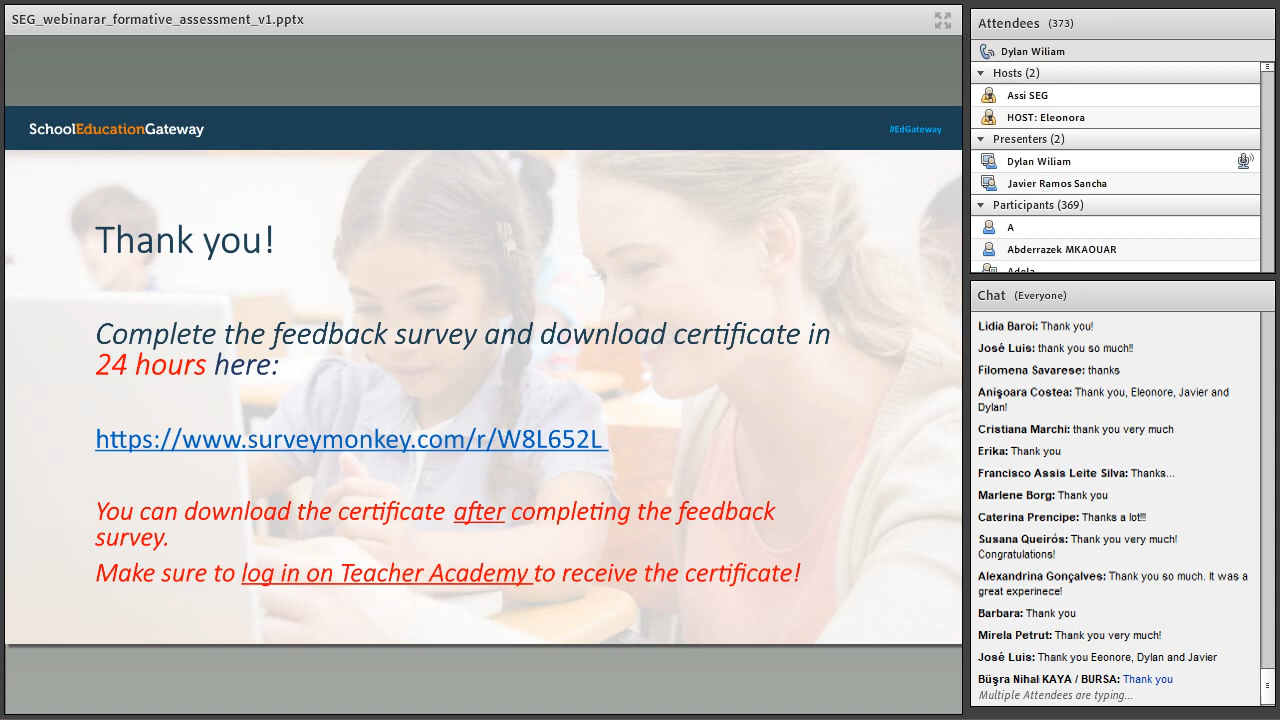 SEG_webinarar_formative_assessment_v1.pptx
SchoolEducationGateway
#EdGateway
Thank you!
Complete the feedback survey and download certificate in
24 hours here:
https://www.surveymonkey.com/r/W8L652L
You can download the certificate after completing the feedback
survey.
Make sure to log in on Teacher Academy to receive the certificate!
Attendees (373)
Dylan Wiliam
Hosts (2)
Assi SEG
HOST: Eleonora
Presenters (2)
Dylan Wiliam
Javier Ramos Sancha
Participants (369)
A
Abderrazek MKAOUAR
Adela
Chat (Everyone)
Lidia Baroi: Thank you!
José Luis: thank you so much!!
Filomena Savarese: thanks
Anişoara Costea: Thank you, Eleonore, Javier and
Dylan!
Cristiana Marchi: thank you very much
Erika: Thank you
Francisco Assis Leite Silva: Thanks...
Marlene Borg: Thank you
Caterina Prencipe: Thanks a lot!!!
Susana Queirós: Thank you very much!
Congratulations!
Alexandrina Gonçalves: Thank you so much. It was a
great experinece!
Barbara: Thank you
Mirela Petrut: Thank you very much!
José Luis: Thank you Eeonore, Dylan and Javier
Büşra Nihal KAYA / BURSA: Thank you
Multiple Attendees are typing...